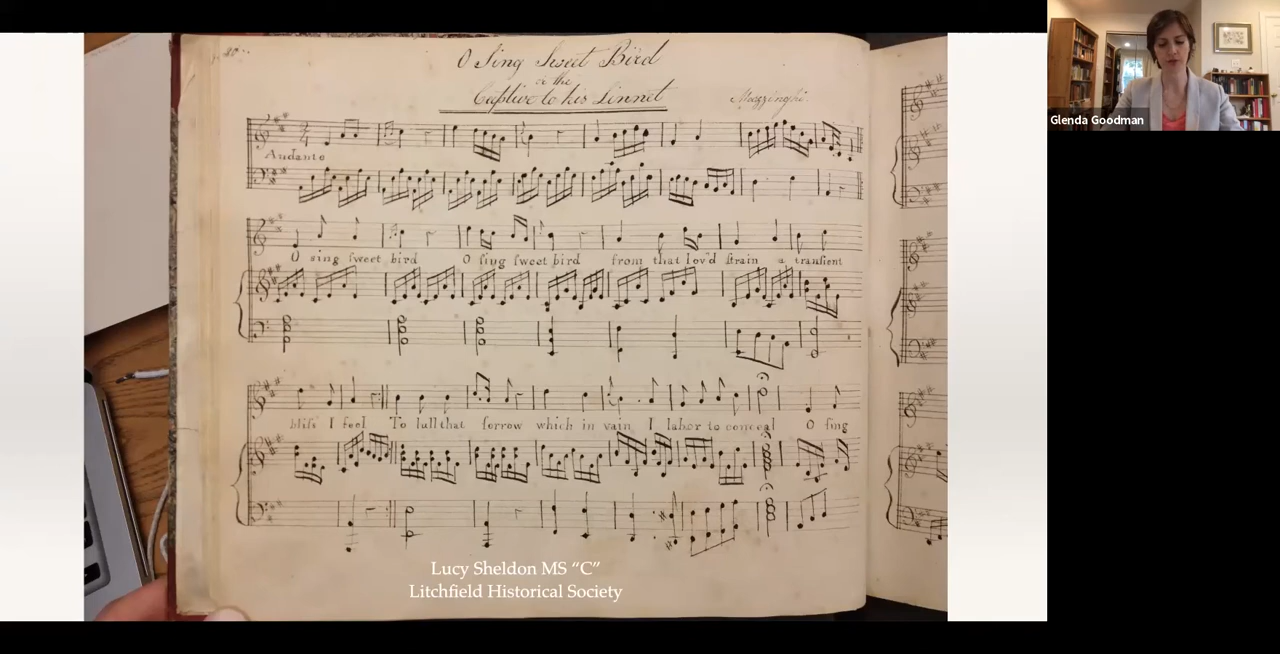 O Sing Sweet Bird
or the
Captive to his Linnet
Mazzinghi.
Andante
O sing ſweet bird O ſing ſweet bird from that lov'd ſtrain a tranſient
bliſs I feel To lull that ſorrow which in vain I labor to conceal O ſing
Lucy Sheldon MS “C”
Litchfield Historical Society
Glenda Goodman